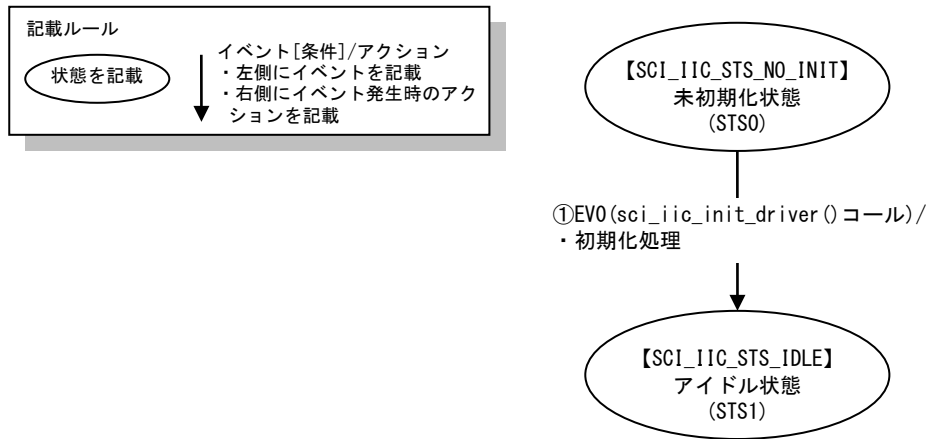 記載ルール
状態を記載
イベント[条件]/アクション
・左側にイベントを記載
・右側にイベント発生時のアク
ションを記載
【SCI_IIC_STS_NO_INIT】
未初期化状態
(STS0)
①EV0(sci_iic_init_driver()コール)/
・初期化処理
【SCI_IIC_STS_IDLE】
アイドル状態
(STS1)